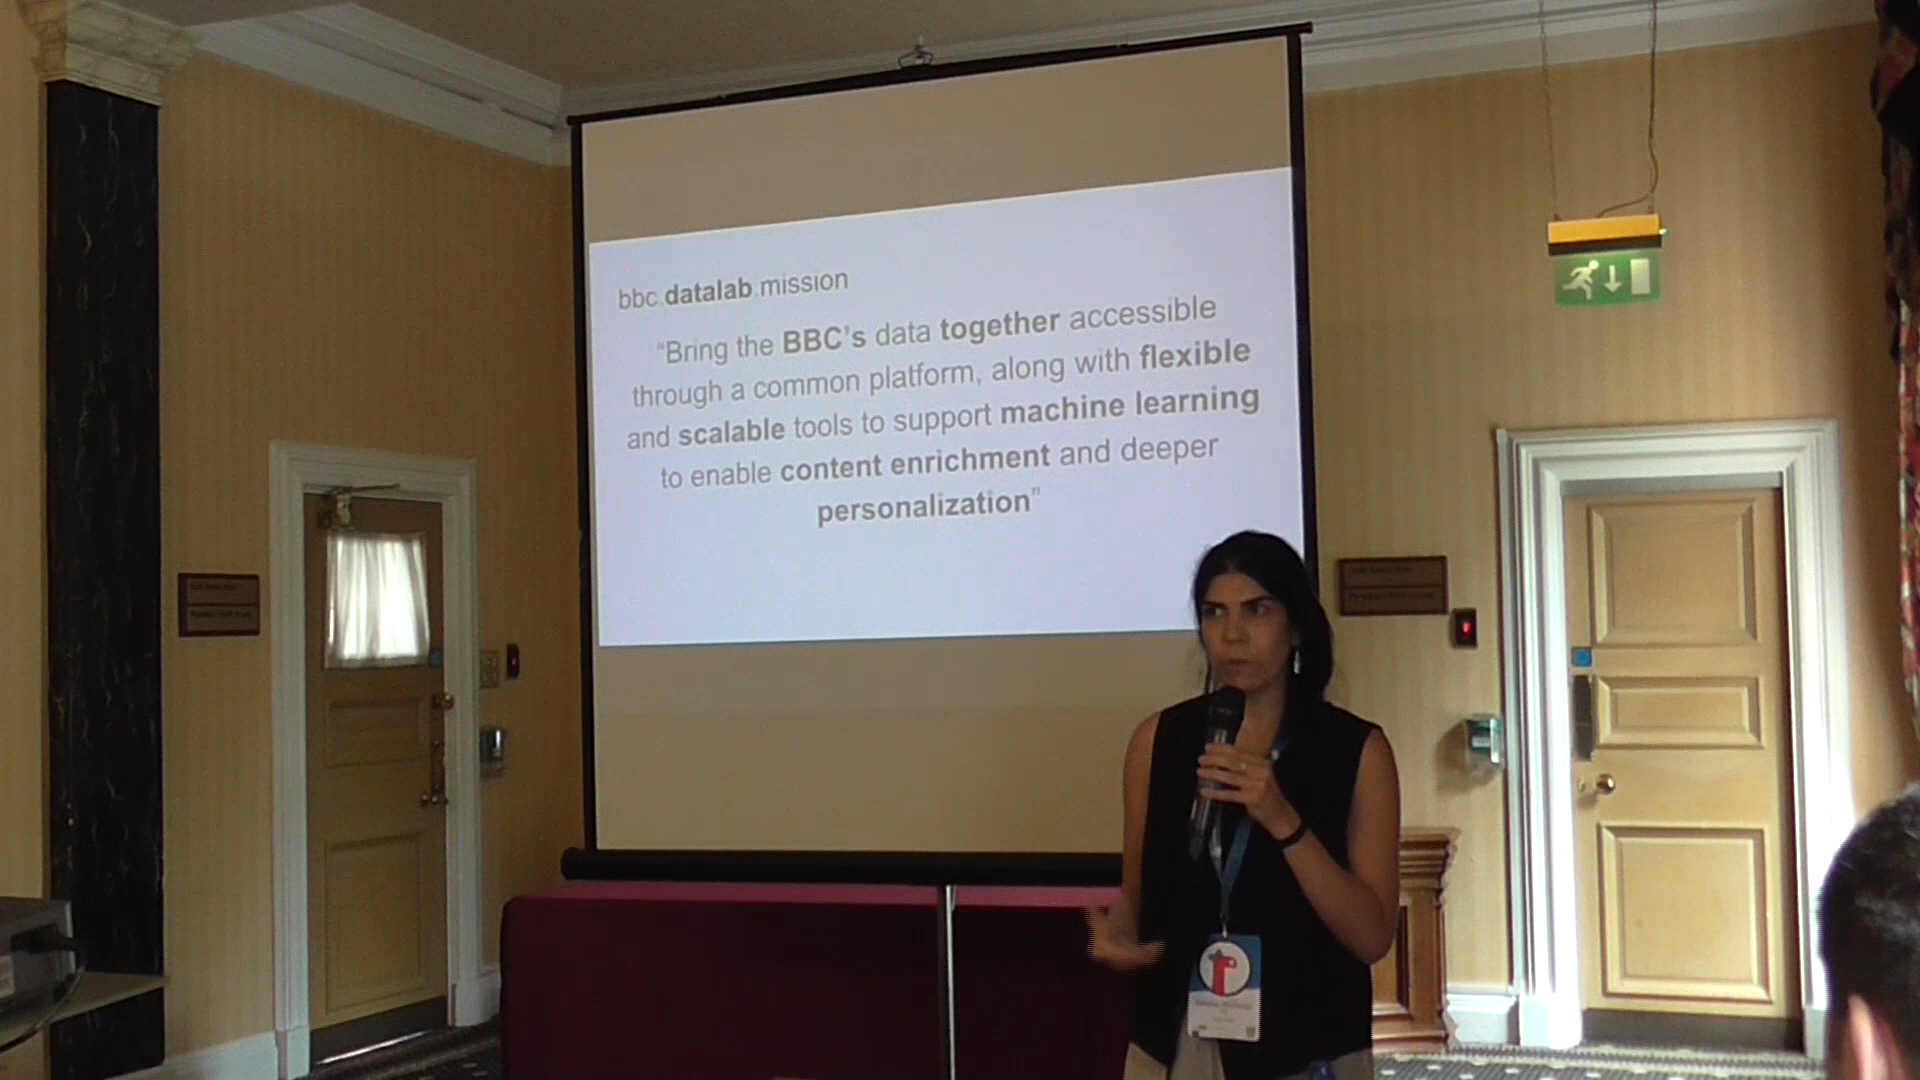 bbc.datalab.mission
“Bring the BBC's data together accessible
through a common platform, along with flexible
and scalable tools to support machine learning
to enable content enrichment and deeper
personalization”